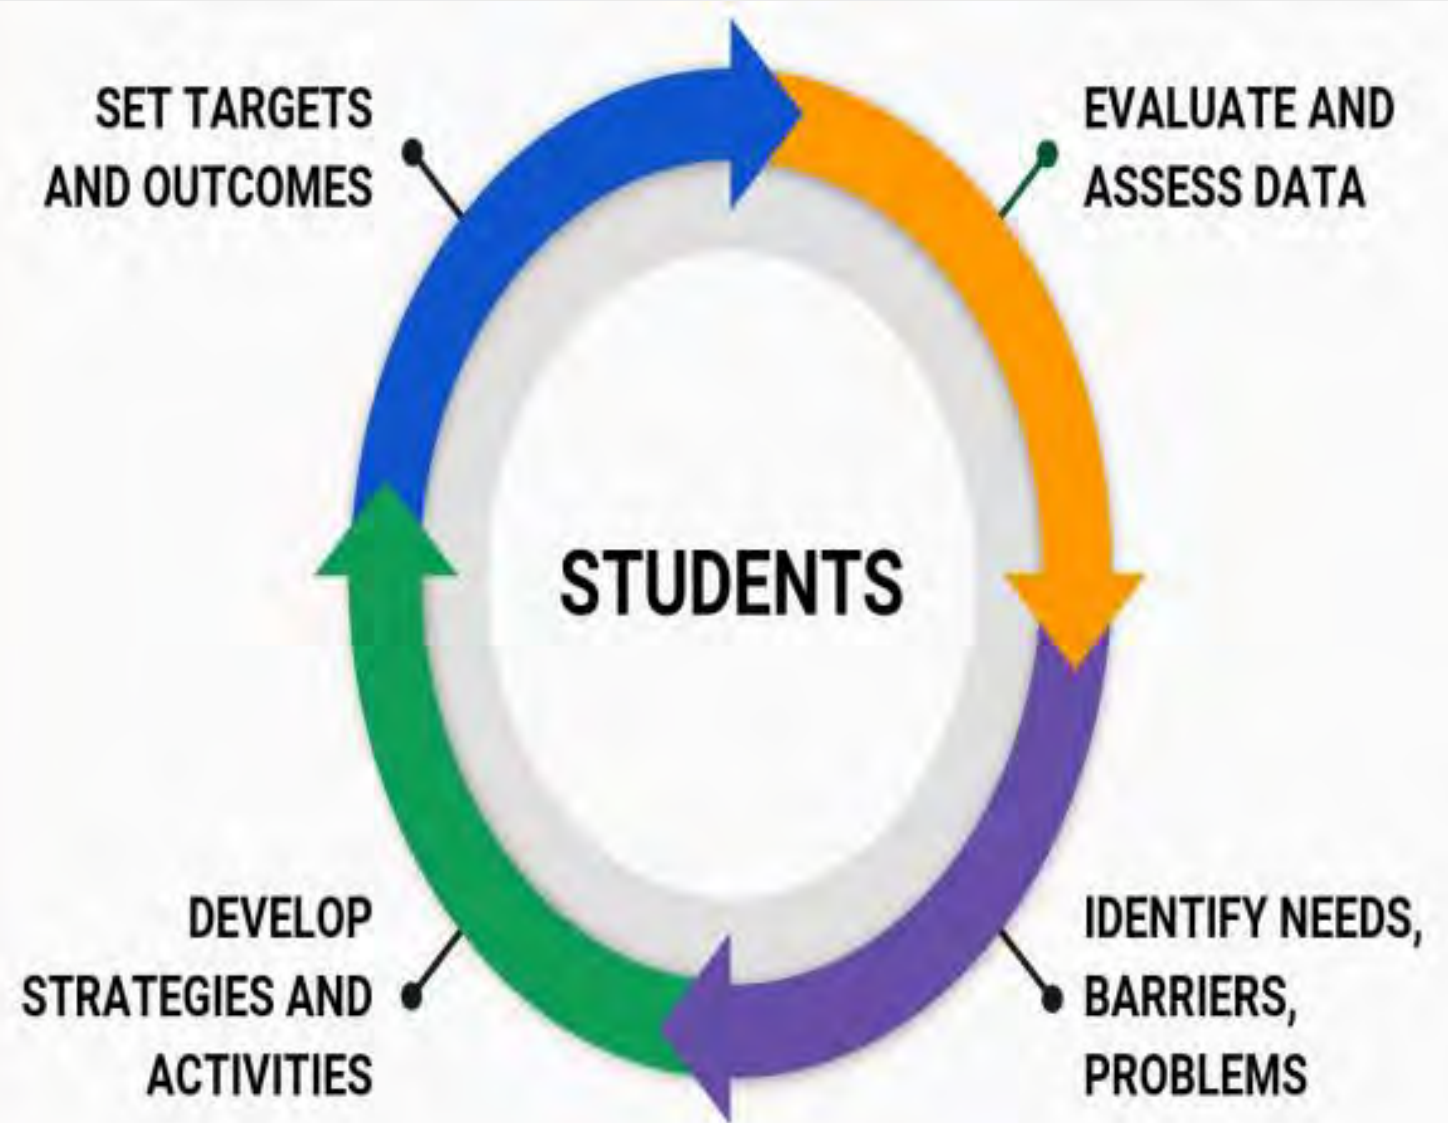 SET TARGETS
AND OUTCOMES
EVALUATE AND
ASSESS DATA
STUDENTS
DEVELOP
STRATEGIES AND
ACTIVITIES
IDENTIFY NEEDS,
BARRIERS,
PROBLEMS